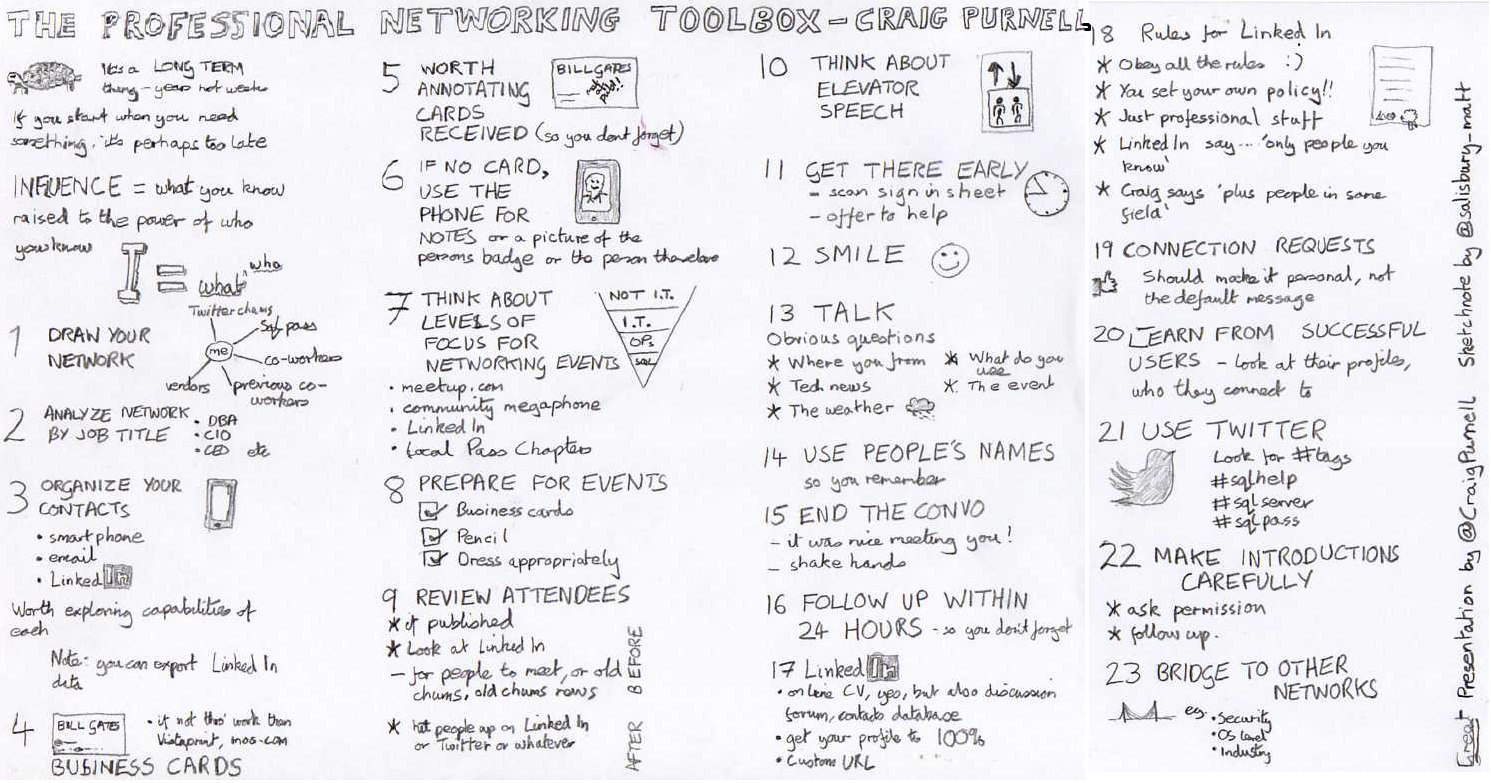 THE PROFESSIONAL NETWORKING TOOLBOX - CRAIG PURNELL
It's a LONG TERM
thing - years not weeks
If you start when you need
something, it's perhaps too late
INFLUENCE = what you know
raised to the power of who
you know
I = what who
1 DRAW YOUR
NETWORK
Twitter chums
Sql pass
me
co-workers
vendors
previous co-
workers
2 ANALYZE NETWORK
BY JOB TITLE
• DBA
• CIO
• CEO etc
3 ORGANIZE YOUR
CONTACTS
• smartphone
• email
• Linked In
Worth exploring capabilities of
each
Note: you can export Linked In
data
4 BILL GATES
• if not thro' work then
Vistaprint, moo.com
BUSINESS CARDS
5 WORTH
ANNOTATING
CARDS
RECEIVED (so you dont forget)
BILL GATES
6 IF NO CARD,
USE THE
PHONE FOR
NOTES or a picture of the
persons badge or the person themselves
7 THINK ABOUT
LEVELS OF
FOCUS FOR
NETWORKING EVENTS
NOT I.T.
I.T.
OPs
SQL
• meetup.com
• community megaphone
• Linked In
• Local Pass Chapters
8 PREPARE FOR EVENTS
Business cards
Pencil
Dress appropriately
9 REVIEW ATTENDEES
* if published
* Look at Linked In
- for people to meet, or old
chums, old chums news
BEFORE
* hit people up on Linked In
or Twitter or whatever
AFTER
10 THINK ABOUT
ELEVATOR
SPEECH
11 GET THERE EARLY
- scan sign in sheet
- offer to help
12 SMILE
13 TALK
Obvious questions
* Where you from
* What do you
use
* Tech news
* The event
* The weather
14 USE PEOPLE'S NAMES
so you remember
15 END THE CONVO
- it was nice meeting you!
- shake hands
16 FOLLOW UP WITHIN
24 HOURS - so you don't forget
17 Linked In
• online CV, yes, but also discussion
forum, contacts database
• get your profile to 100%
• Custom URL
18 Rules for Linked In
* Obey all the rules :)
* You set your own policy!!
* Just professional stuff
* Linked In say... 'only people you
know'
* Craig says 'plus people in same
field'
19 CONNECTION REQUESTS
Should make it personal, not
the default message
20 LEARN FROM SUCCESSFUL
USERS - look at their profiles,
who they connect to
21 USE TWITTER
Look for #tags
#sqlhelp
#sqlserver
#sqlpass
22 MAKE INTRODUCTIONS
CAREFULLY
* ask permission
* follow up.
23 BRIDGE TO OTHER
NETWORKS
eg. • Security
• OS level
• Industry
Great Presentation by @CraigPurnell Sketchnote by @salisbury-matt